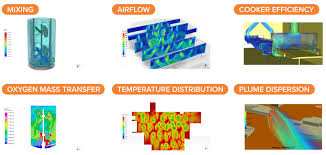 MIXING
AIRFLOW
COOKER EFFICIENCY
OXYGEN MASS TRANSFER
TEMPERATURE DISTRIBUTION
PLUME DISPERSION